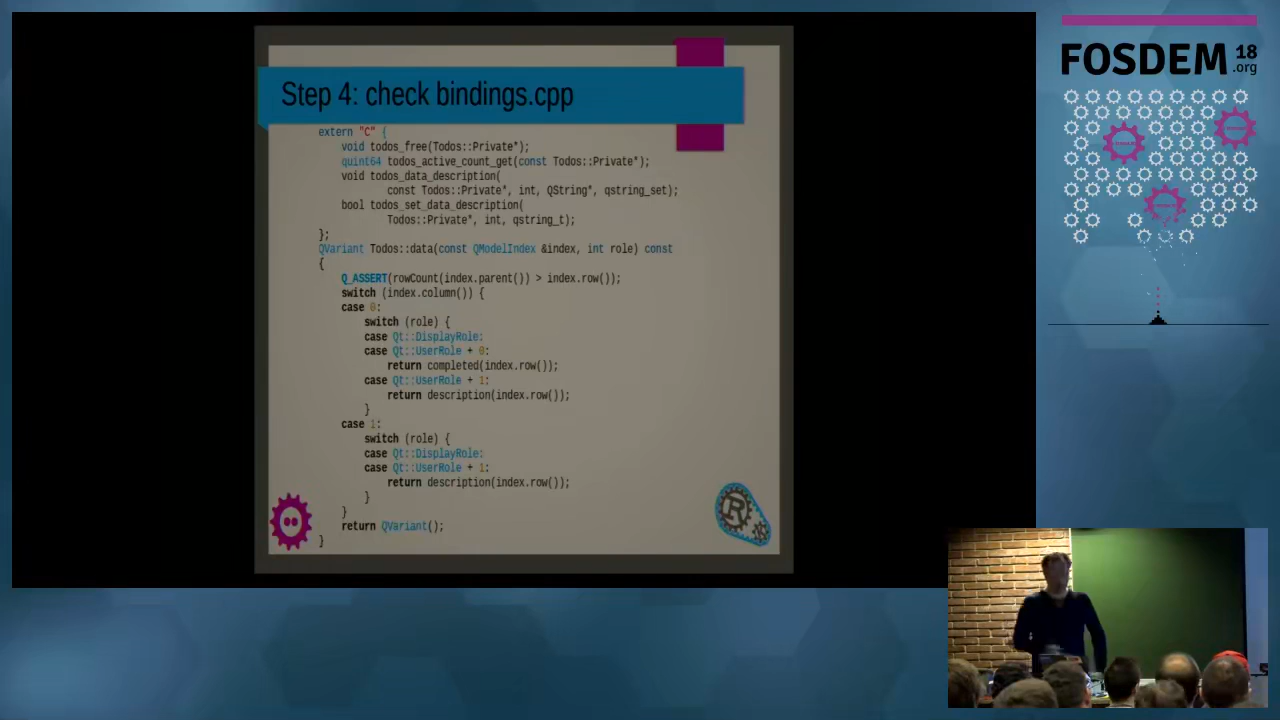 Step 4: check bindings.cpp
extern "C" {
void todos_free(Todos::Private*);
quint64 todos_active_count_get(const Todos::Private*);
void todos_data_description(
const Todos::Private*, int, QString*, qstring_set);
bool todos_set_data_description(
Todos::Private*, int, qstring_t);
};
QVariant Todos::data(const QModelIndex &index, int role) const
{
Q_ASSERT(rowCount(index.parent()) > index.row());
switch (index.column()) {
case 0:
switch (role) {
case Qt::DisplayRole:
case Qt::UserRole + 0:
return completed(index.row());
case Qt::UserRole + 1:
return description(index.row());
}
case 1:
switch (role) {
case Qt::DisplayRole:
case Qt::UserRole + 1:
return description(index.row());
}
}
return QVariant();
}
R
FOSDEM 18
.org